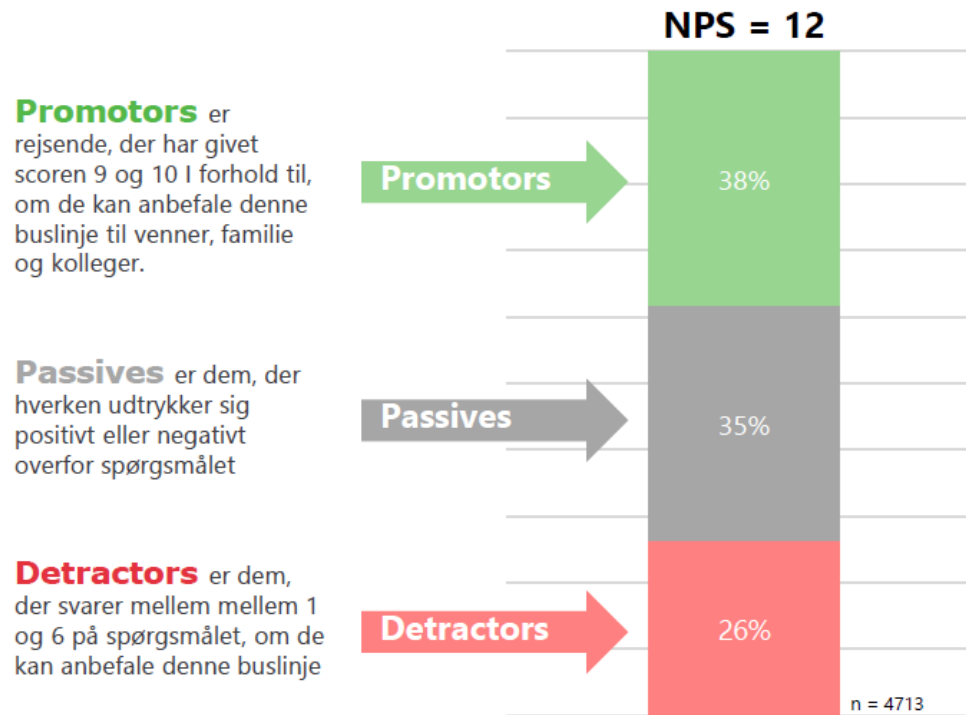 NPS = 12
Promotors er
rejsende, der har givet
scoren 9 og 10 I forhold til,
om de kan anbefale denne
buslinje til venner, familie
og kolleger.
Promotors
38%
Passives er dem, der
hverken udtrykker sig
positivt eller negativt
overfor spørgsmålet
Passives
35%
Detractors er dem,
der svarer mellem mellem 1
og 6 på spørgsmålet, om de
kan anbefale denne buslinje
Detractors
26%
n = 4713